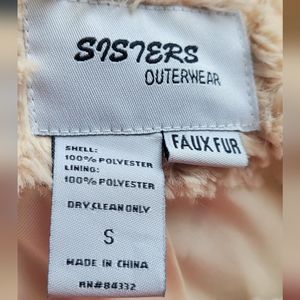 SISTERS
OUTERWEAR
FAUX FUR
SHELL:
100% POLYESTER
LINING:
100% POLYESTER
DRY CLEAN ONLY
S
MADE IN CHINA
RN#84332